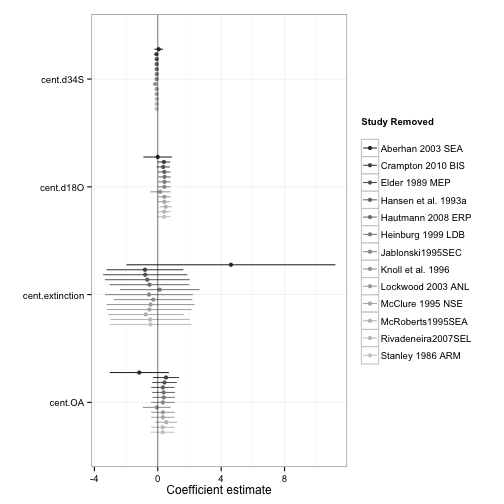 cent.d34S
cent.d18O
cent.extinction
cent.OA
-4
0
4
8
Coefficient estimate
Study Removed
Aberhan 2003 SEA
Crampton 2010 BIS
Elder 1989 MEP
Hansen et al. 1993a
Hautmann 2008 ERP
Heinburg 1999 LDB
Jablonski1995SEC
Knoll et al. 1996
Lockwood 2003 ANL
McClure 1995 NSE
McRoberts1995SEA
Rivadeneira2007SEL
Stanley 1986 ARM